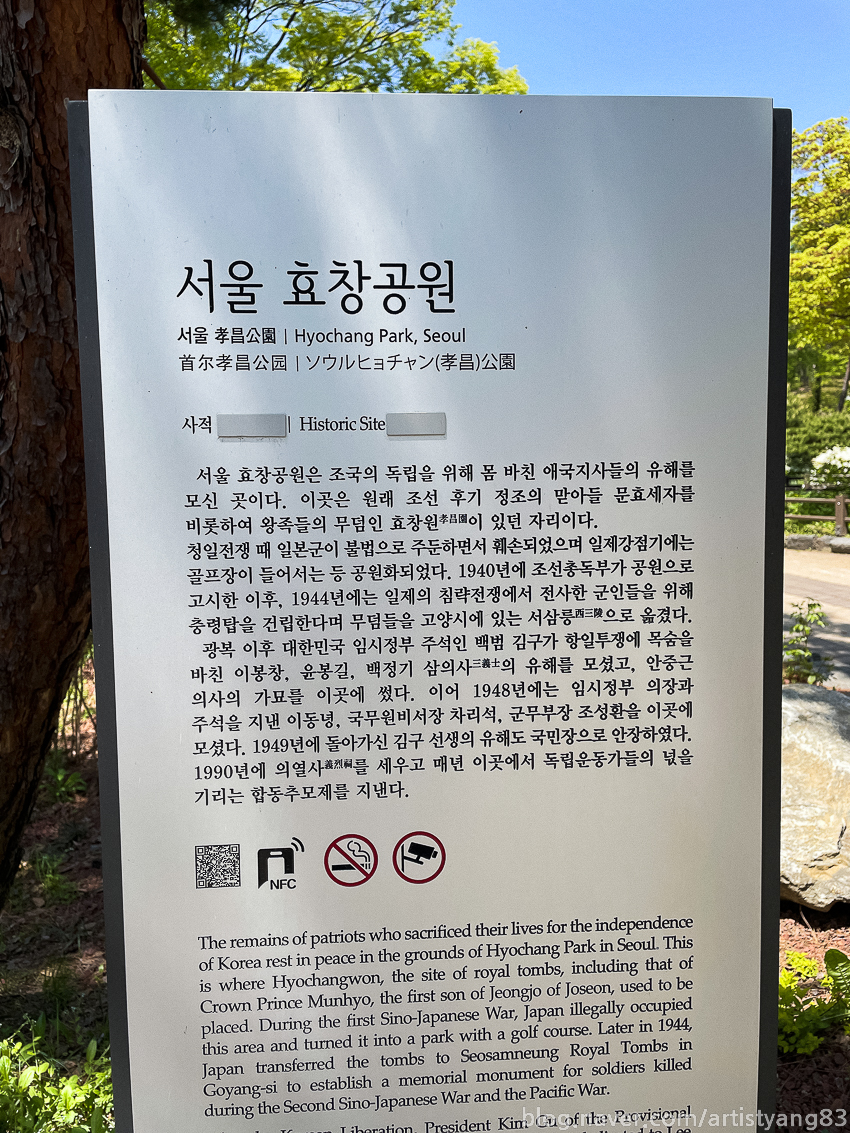 서울 효창공원
서울 孝昌公園 | Hyochang Park, Seoul
首尔孝昌公园 | ソウルヒョチャン(孝昌)公園
사적 | Historic Site
서울 효창공원은 조국의 독립을 위해 몸 바친 애국지사들의 유해를
모신 곳이다. 이곳은 원래 조선 후기 정조의 맏아들 문효세자를
비롯하여 왕족들의 무덤인 효창원孝昌園이 있던 자리이다.
청일전쟁 때 일본군이 불법으로 주둔하면서 훼손되었으며 일제강점기에는
골프장이 들어서는 등 공원화되었다. 1940년에 조선총독부가 공원으로
고시한 이후, 1944년에는 일제의 침략전쟁에서 전사한 군인들을 위해
충령탑을 건립한다며 무덤들을 고양시에 있는 서삼릉西三陵으로 옮겼다.
광복 이후 대한민국 임시정부 주석인 백범 김구가 항일투쟁에 목숨을
바친 이봉창, 윤봉길, 백정기 삼의사三義士의 유해를 모셨고, 안중근
의사의 가묘를 이곳에 썼다. 이어 1948년에는 임시정부 의장과
주석을 지낸 이동녕, 국무원비서장 차리석, 군무부장 조성환을 이곳에
모셨다. 1949년에 돌아가신 김구 선생의 유해도 국민장으로 안장하였다.
1990년에 의열사義烈祠를 세우고 매년 이곳에서 독립운동가들의 넋을
기리는 합동추모제를 지낸다.
NFC
The remains of patriots who sacrificed their lives for the independence
of Korea rest in peace in the grounds of Hyochang Park in Seoul. This
is where Hyochangwon, the site of royal tombs, including that of
Crown Prince Munhyo, the first son of Jeongjo of Joseon, used to be
placed. During the first Sino-Japanese War, Japan illegally occupied
this area and turned it into a park with a golf course. Later in 1944,
Japan transferred the tombs to Seosamneung Royal Tombs in
Goyang-si to establish a memorial monument for soldiers killed
during the Second Sino-Japanese War and the Pacific War.
Liberation, President Kim Gu of the Provisional
blog.naver.com/artistyang83